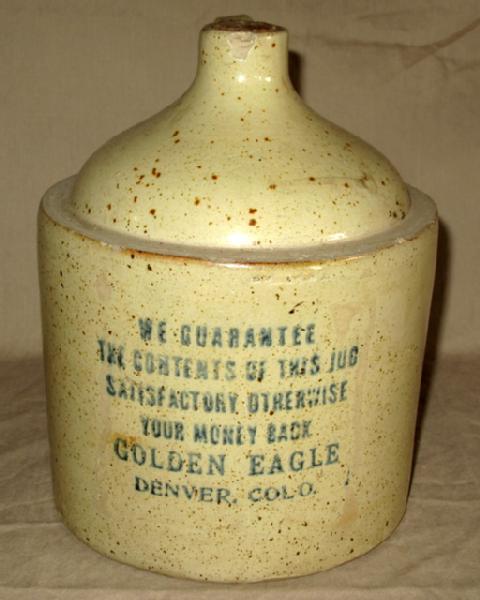 WE GUARANTEE
THE CONTENTS OF THIS JUG
SATISFACTORY, OTHERWISE
YOUR MONEY BACK
GOLDEN EAGLE
DENVER, COLO.